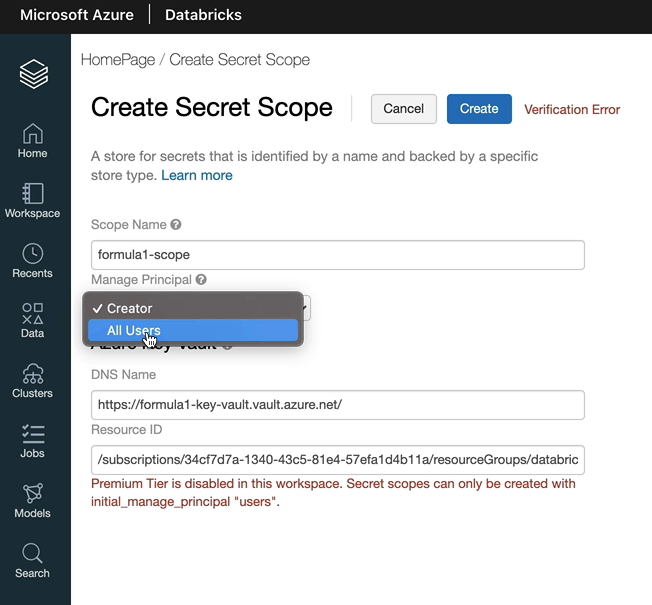 Microsoft Azure | Databricks
HomePage / Create Secret Scope
Create Secret Scope
Cancel
Create
Verification Error
A store for secrets that is identified by a name and backed by a specific
store type. Learn more
Scope Name
formula1-scope
Manage Principal
✓ Creator
All Users
Azure Key Vault
DNS Name
https://formula1-key-vault.vault.azure.net/
Resource ID
/subscriptions/34cf7d7a-1340-43c5-81e4-57efa1d4b11a/resourceGroups/databric
Premium Tier is disabled in this workspace. Secret scopes can only be created with
initial_manage_principal "users".
Home
Workspace
Recents
Data
Clusters
Jobs
Models
Search